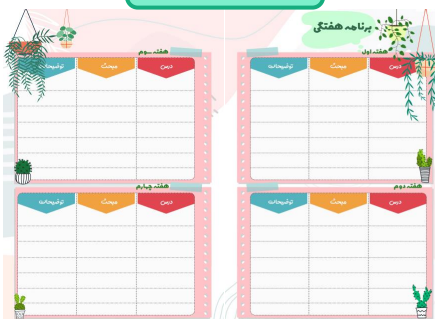 برنامه هفتگی
هفته اول
درس مبحث توضیحات
هفته دوم
درس مبحث توضیحات
هفته سوم
درس مبحث توضیحات
هفته چهارم
درس مبحث توضیحات